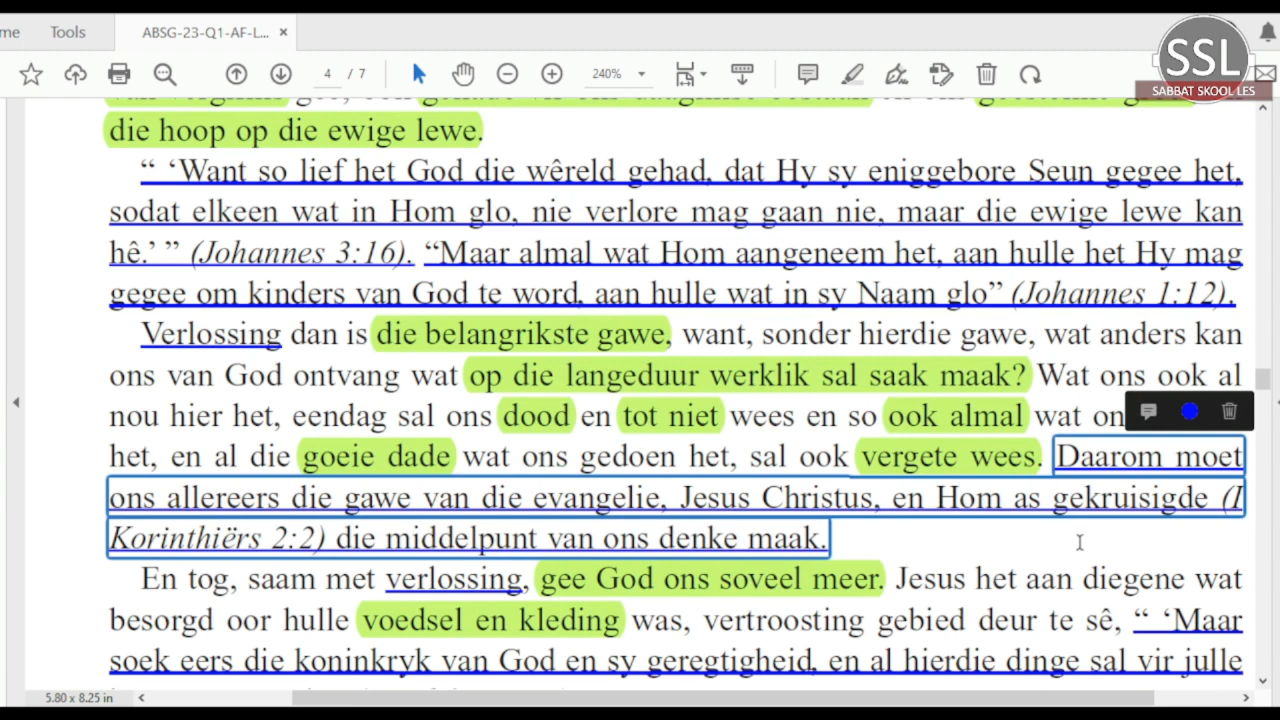 me Tools ABSG-23-Q1-AF-L... ×
4 / 7 240%
SSL
SABBAT SKOOL LES
die hoop op die ewige lewe.
“ ‘Want so lief het God die wêreld gehad, dat Hy sy eniggebore Seun gegee het,
sodat elkeen wat in Hom glo, nie verlore mag gaan nie, maar die ewige lewe kan
hê.’ ” (Johannes 3:16). “Maar almal wat Hom aangeneem het, aan hulle het Hy mag
gegee om kinders van God te word, aan hulle wat in sy Naam glo” (Johannes 1:12).
Verlossing dan is die belangrikste gawe, want, sonder hierdie gawe, wat anders kan
ons van God ontvang wat op die langeduur werklik sal saak maak? Wat ons ook al
nou hier het, eendag sal ons dood en tot niet wees en so ook almal wat on
het, en al die goeie dade wat ons gedoen het, sal ook vergete wees. Daarom moet
ons allereers die gawe van die evangelie, Jesus Christus, en Hom as gekruisigde (I
Korinthiërs 2:2) die middelpunt van ons denke maak.
En tog, saam met verlossing, gee God ons soveel meer. Jesus het aan diegene wat
besorgd oor hulle voedsel en kleding was, vertroosting gebied deur te sê, “ ‘Maar
soek eers die koninkryk van God en sy geregtigheid, en al hierdie dinge sal vir julle
5.80 x 8.25 in